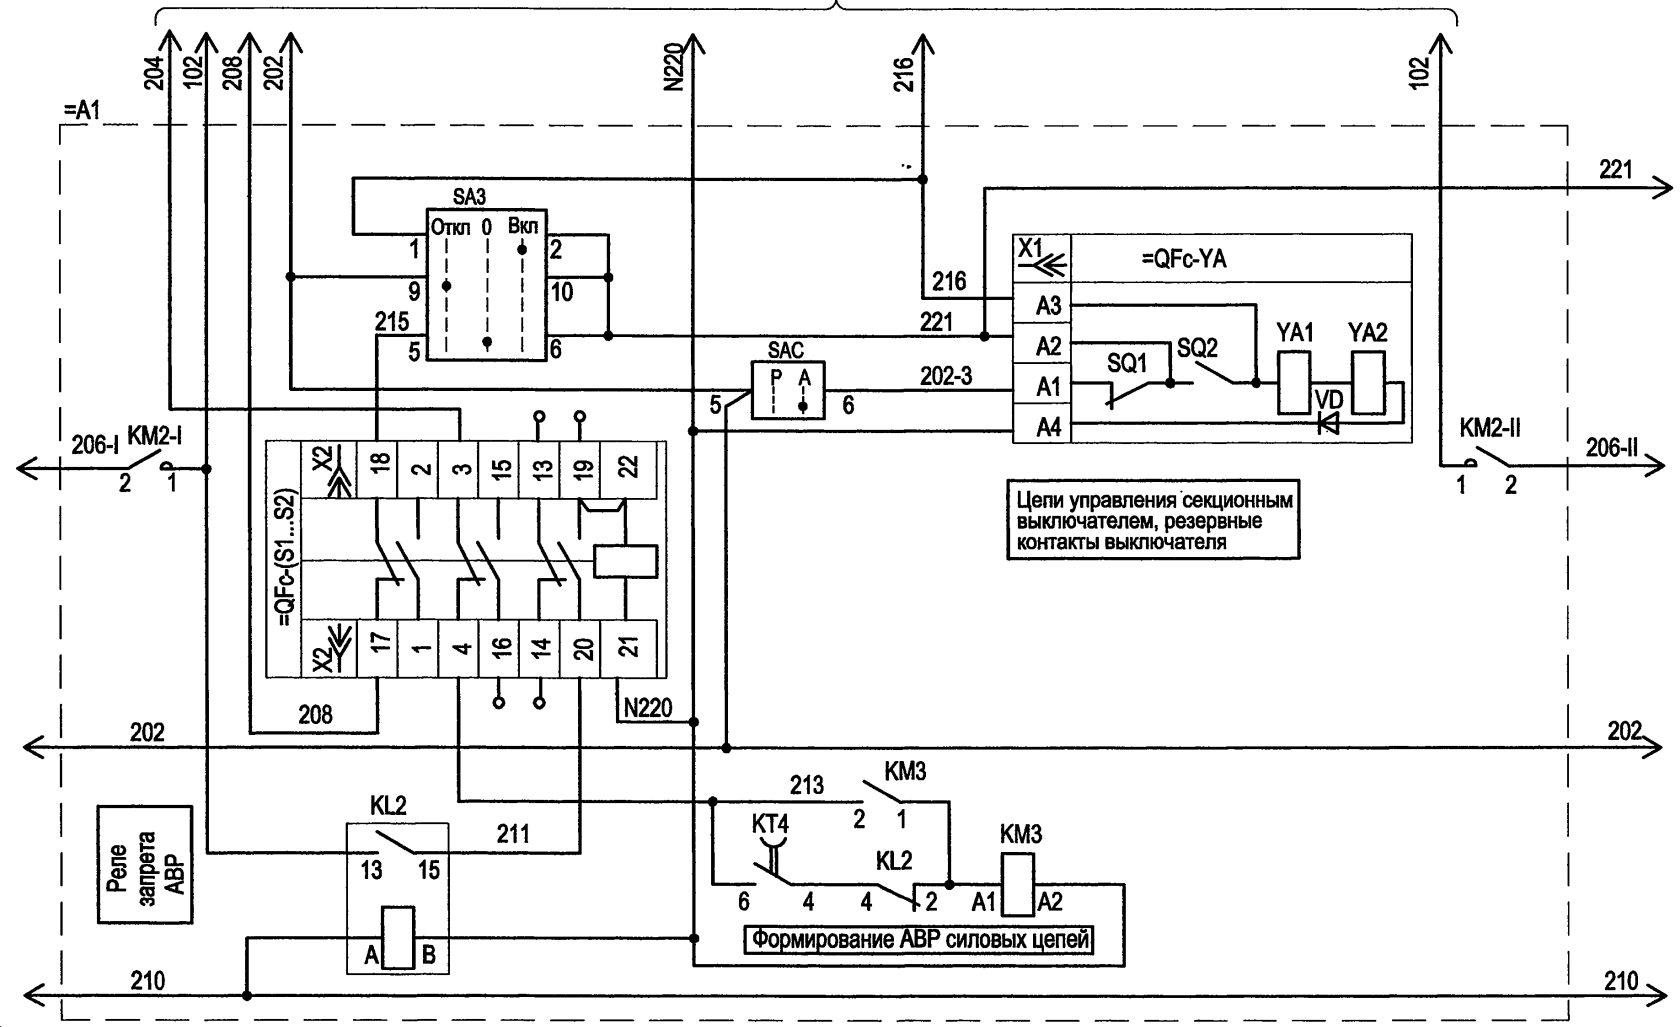 204
102
208
202
N220
216
102
=A1
221
SA3
Откл 0 Вкл
1 2
9 10
215
5 6
216
221
X1
=QFc-YA
A3
A2
A1
A4
SQ1
SQ2
YA1
YA2
VD
SAC
P A
5 6
202-3
206-I
KM2-I
2 1
KM2-II
206-II
1 2
=QFc-(S1...S2)
X2
18
2
3
15
13
19
22
X2
17
1
4
16
14
20
21
Цепи управления секционным
выключателем, резервные
контакты выключателя
208
N220
202
202
213
KM3
2 1
KL2
211
13 15
KT4
6 4
KL2
4 2
KM3
A1 A2
Реле
запрета
АВР
A B
Формирование АВР силовых цепей
210
210